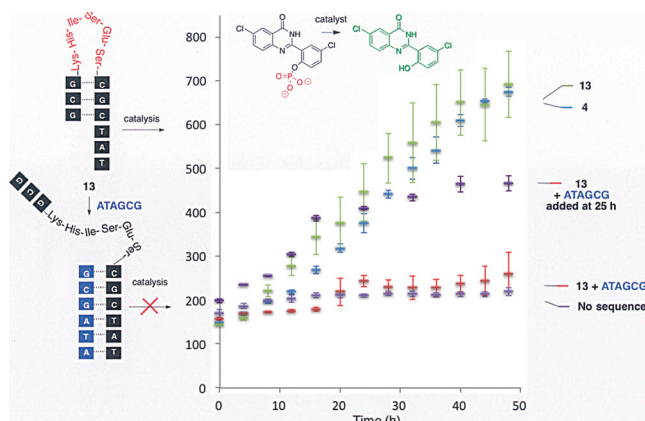 Ile-Ser
Lys-His
Glu-Ser
G C
C G
G C
T
A
T
13
ATAGCG
catalysis
G C G
Lys-His-Ile-Ser-Glu-Ser
G C
C G
G C
A T
T A
A T
catalysis
Cl
O
NH
N
Cl
O
O=P-O⊖
O
⊖
catalyst
Cl
O
NH
N
Cl
HO
800
700
600
500
400
300
200
100
0
0 10 20 30 40 50
Time (h)
13
4
13
+ ATAGCG
added at 25 h
13 + ATAGCG
No sequence